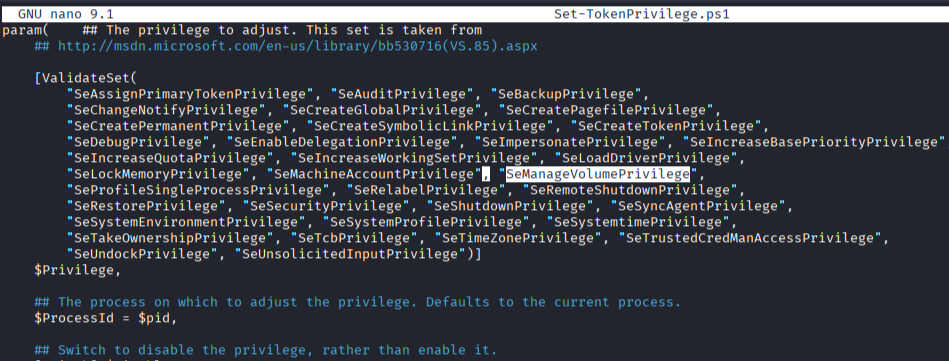 GNU nano 9.1 Set-TokenPrivilege.ps1
param(    ## The privilege to adjust. This set is taken from
    ## http://msdn.microsoft.com/en-us/library/bb530716(VS.85).aspx
    [ValidateSet(
        "SeAssignPrimaryTokenPrivilege", "SeAuditPrivilege", "SeBackupPrivilege",
        "SeChangeNotifyPrivilege", "SeCreateGlobalPrivilege", "SeCreatePagefilePrivilege",
        "SeCreatePermanentPrivilege", "SeCreateSymbolicLinkPrivilege", "SeCreateTokenPrivilege",
        "SeDebugPrivilege", "SeEnableDelegationPrivilege", "SeImpersonatePrivilege", "SeIncreaseBasePriorityPrivilege"
        "SeIncreaseQuotaPrivilege", "SeIncreaseWorkingSetPrivilege", "SeLoadDriverPrivilege",
        "SeLockMemoryPrivilege", "SeMachineAccountPrivilege", "SeManageVolumePrivilege",
        "SeProfileSingleProcessPrivilege", "SeRelabelPrivilege", "SeRemoteShutdownPrivilege",
        "SeRestorePrivilege", "SeSecurityPrivilege", "SeShutdownPrivilege", "SeSyncAgentPrivilege",
        "SeSystemEnvironmentPrivilege", "SeSystemProfilePrivilege", "SeSystemtimePrivilege",
        "SeTakeOwnershipPrivilege", "SeTcbPrivilege", "SeTimeZonePrivilege", "SeTrustedCredManAccessPrivilege",
        "SeUndockPrivilege", "SeUnsolicitedInputPrivilege")]
    $Privilege,
    ## The process on which to adjust the privilege. Defaults to the current process.
    $ProcessId = $pid,
    ## Switch to disable the privilege, rather than enable it.